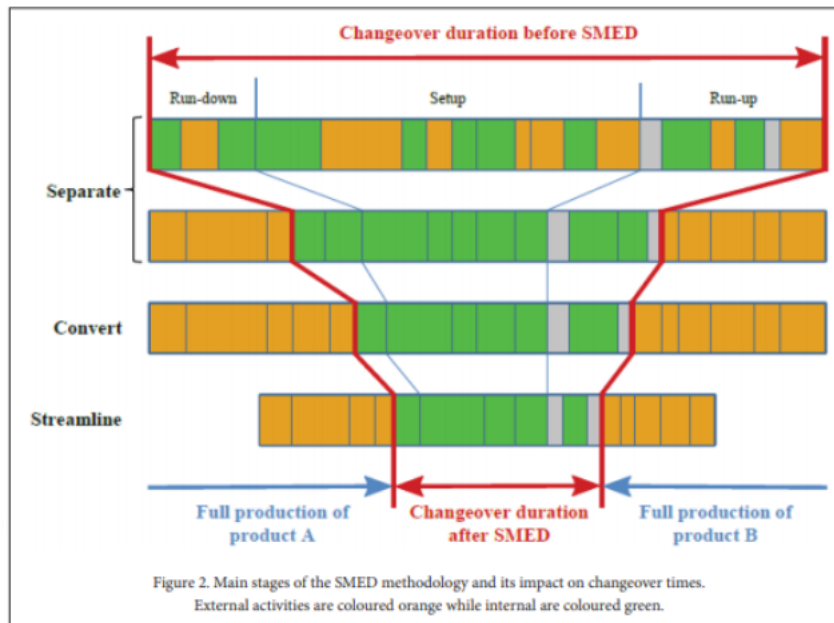 Changeover duration before SMED
Run-down
Setup
Run-up
Separate
Convert
Streamline
Full production of
product A
Changeover duration
after SMED
Full production of
product B
Figure 2. Main stages of the SMED methodology and its impact on changeover times.
External activities are coloured orange while internal are coloured green.